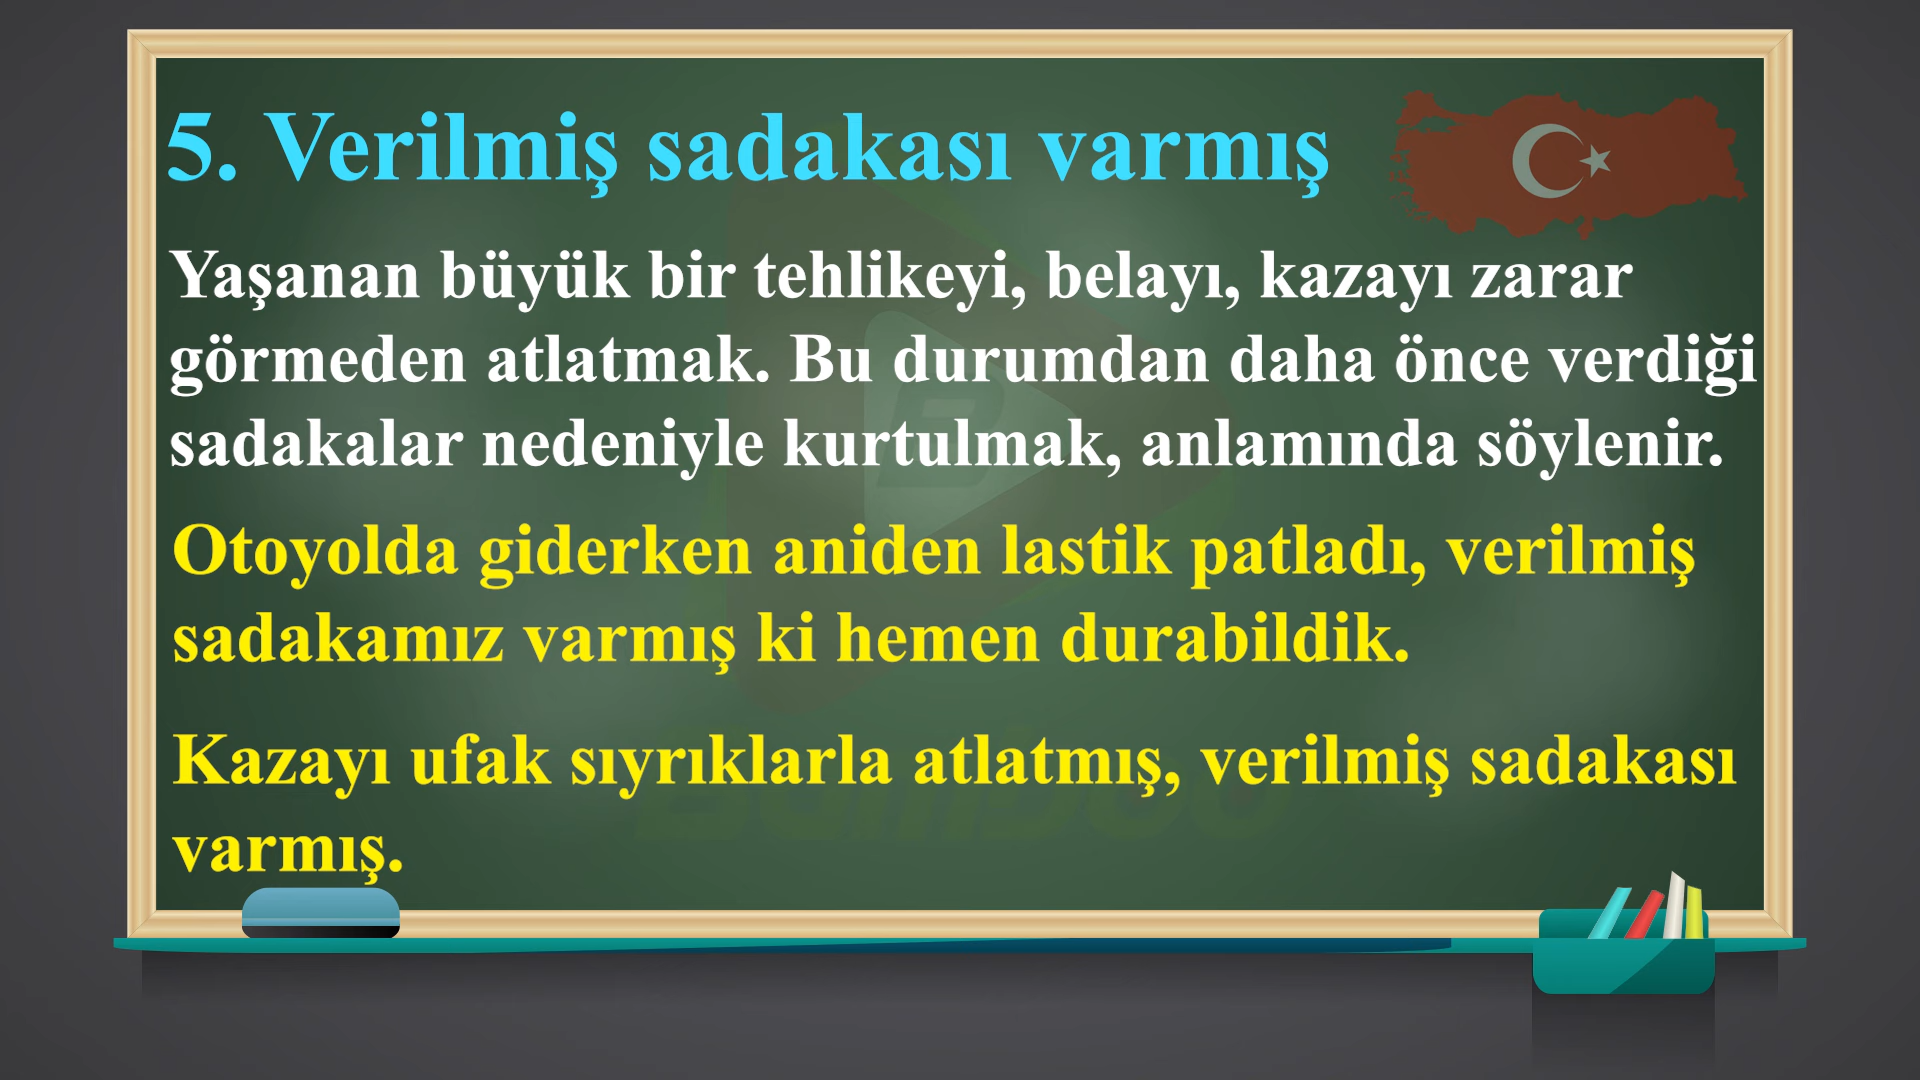 5. Verilmiş sadakası varmış
Yaşanan büyük bir tehlikeyi, belayı, kazayı zarar
görmeden atlatmak. Bu durumdan daha önce verdiği
sadakalar nedeniyle kurtulmak, anlamında söylenir.
Otoyolda giderken aniden lastik patladı, verilmiş
sadakamız varmış ki hemen durabildik.
Kazayı ufak sıyrıklarla atlatmış, verilmiş sadakası
varmış.